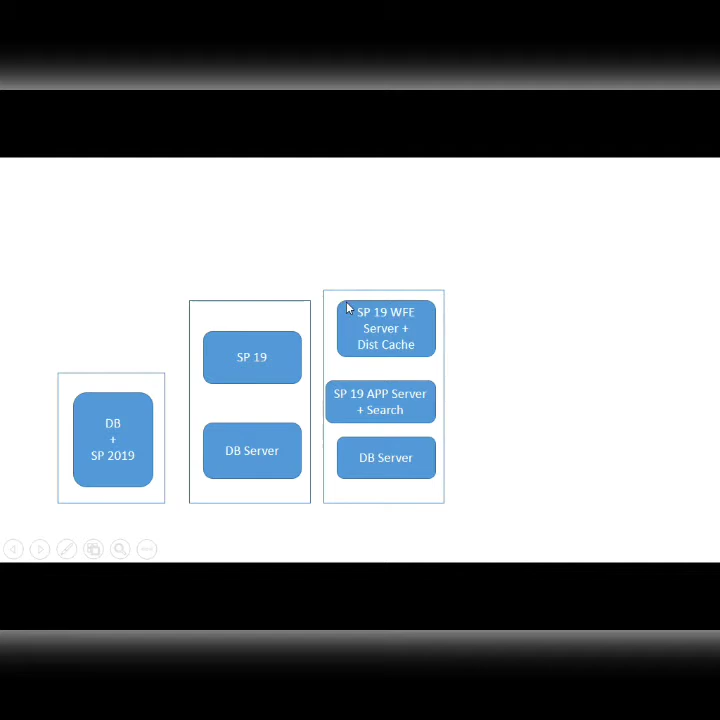 DB
+
SP 2019
SP 19
DB Server
SP 19 WFE
Server +
Dist Cache
SP 19 APP Server
+ Search
DB Server